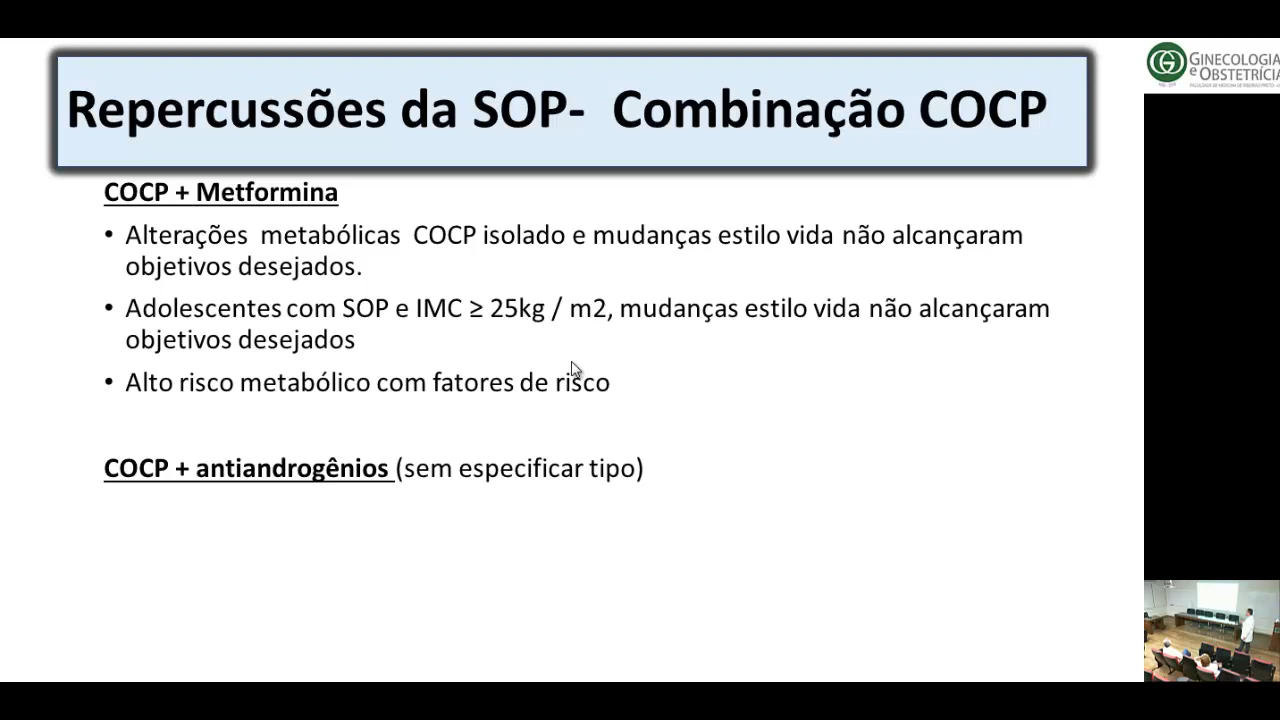 GINECOLOGIA
e OBSTETRÍCIA
Repercussões da SOP- Combinação COCP
COCP + Metformina
• Alterações metabólicas COCP isolado e mudanças estilo vida não alcançaram
objetivos desejados.
• Adolescentes com SOP e IMC ≥ 25kg / m2, mudanças estilo vida não alcançaram
objetivos desejados
• Alto risco metabólico com fatores de risco
COCP + antiandrogênios (sem especificar tipo)